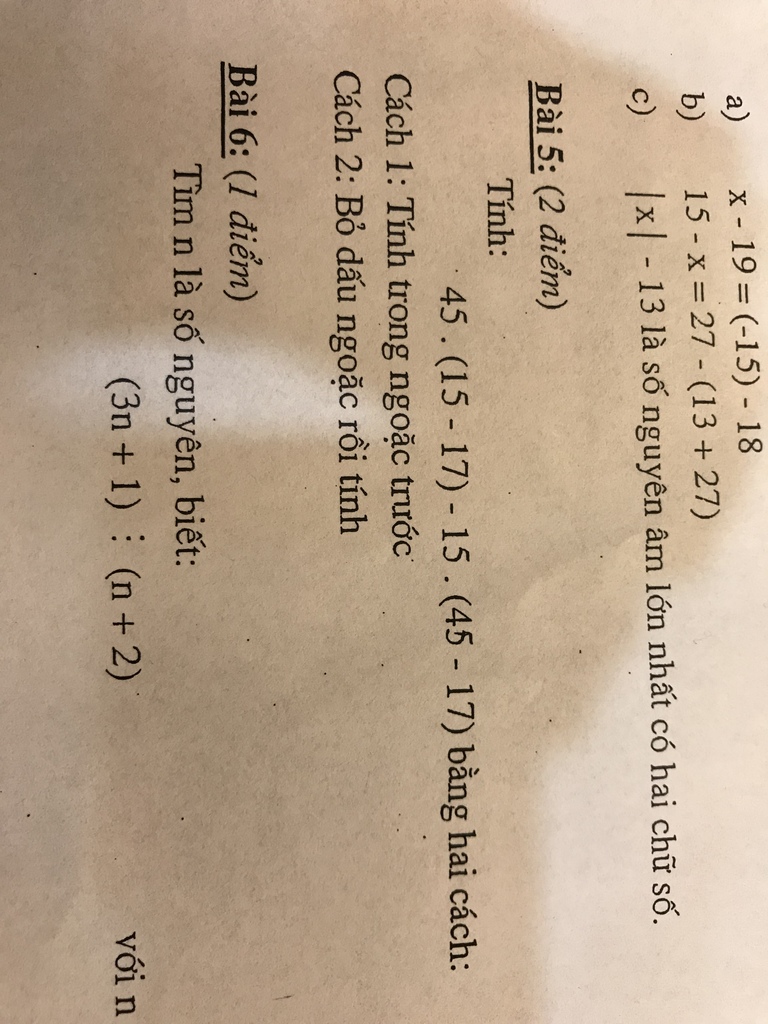 a) x - 19 = (-15) - 18
b) 15 - x = 27 - (13 + 27)
c) |x| - 13 là số nguyên âm lớn nhất có hai chữ số.
Bài 5: (2 điểm)
Tính:
45 . (15 - 17) - 15 . (45 - 17) bằng hai cách:
Cách 1: Tính trong ngoặc trước
Cách 2: Bỏ dấu ngoặc rồi tính
Bài 6: (1 điểm)
Tìm n là số nguyên, biết:
(3n + 1) ⋮ (n + 2) với n